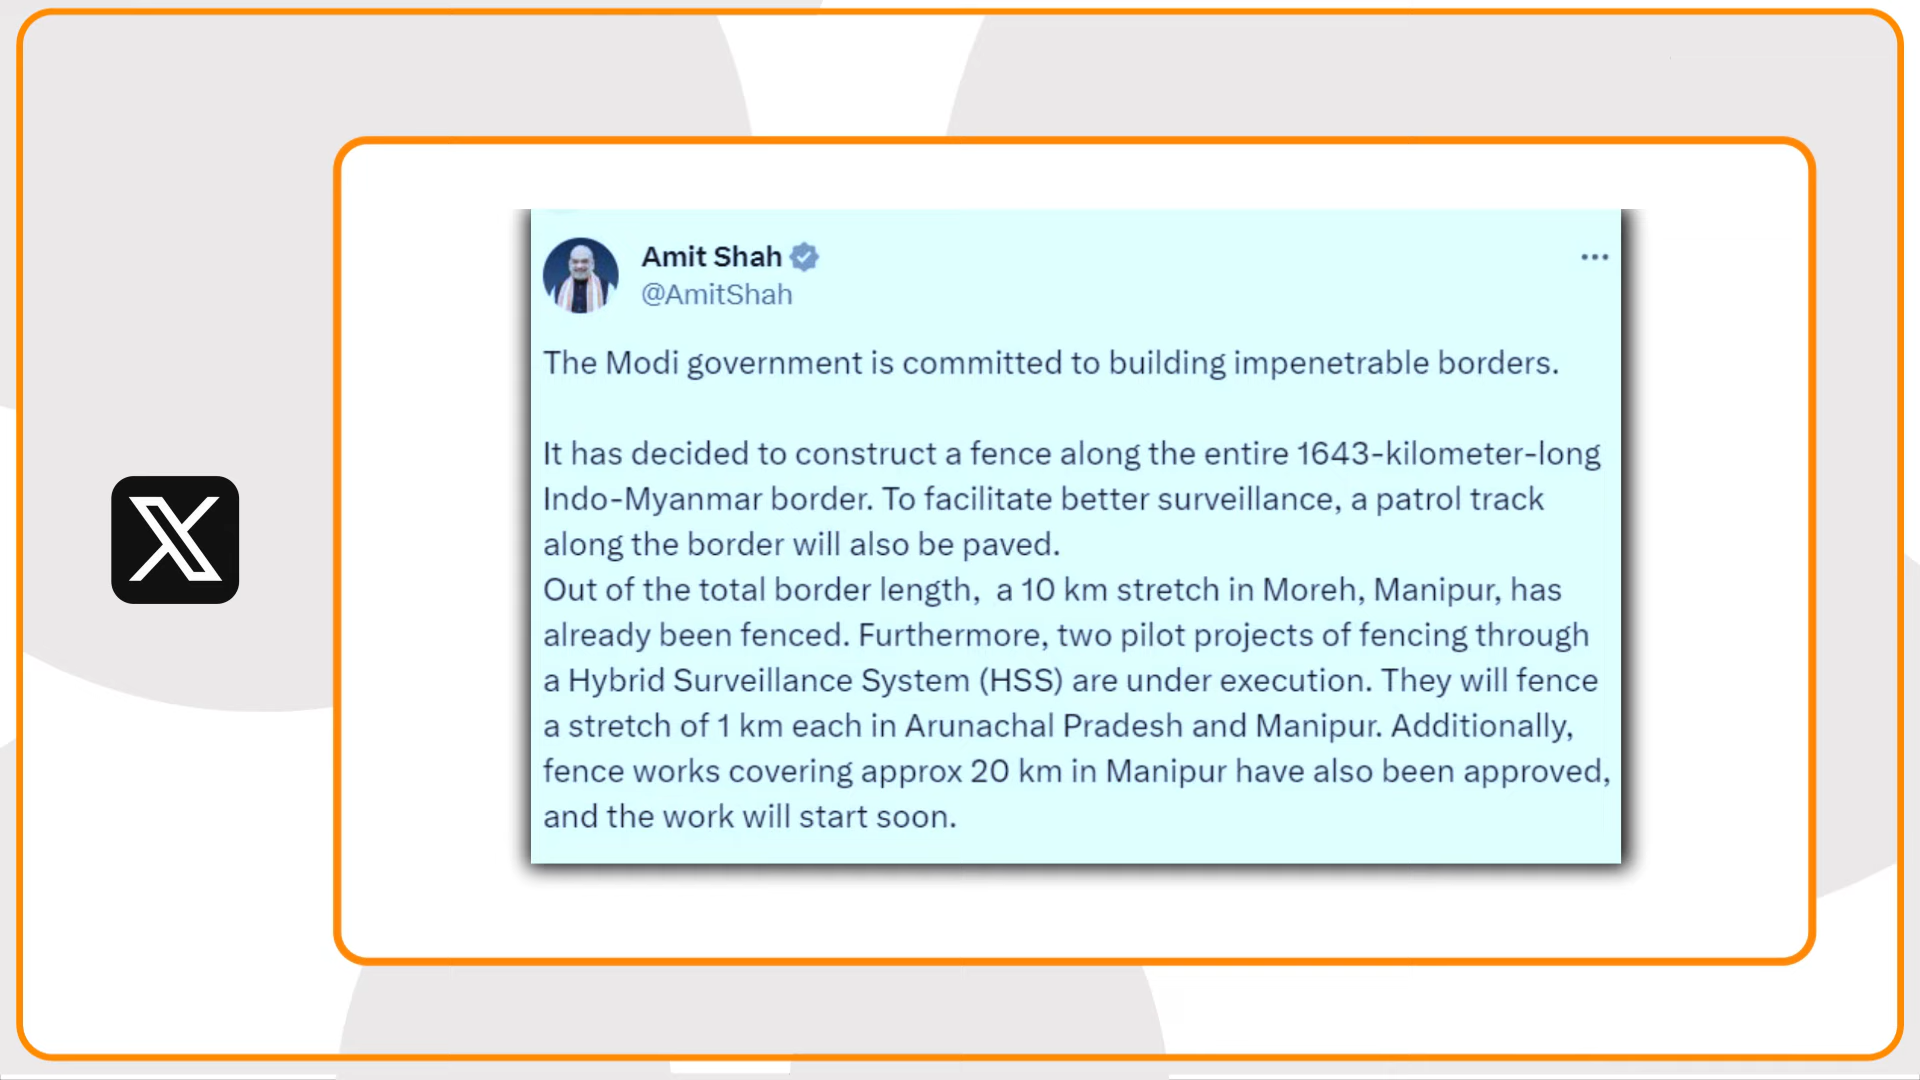 Amit Shah
@AmitShah
The Modi government is committed to building impenetrable borders.
It has decided to construct a fence along the entire 1643-kilometer-long
Indo-Myanmar border. To facilitate better surveillance, a patrol track
along the border will also be paved.
Out of the total border length,  a 10 km stretch in Moreh, Manipur, has
already been fenced. Furthermore, two pilot projects of fencing through
a Hybrid Surveillance System (HSS) are under execution. They will fence
a stretch of 1 km each in Arunachal Pradesh and Manipur. Additionally,
fence works covering approx 20 km in Manipur have also been approved,
and the work will start soon.